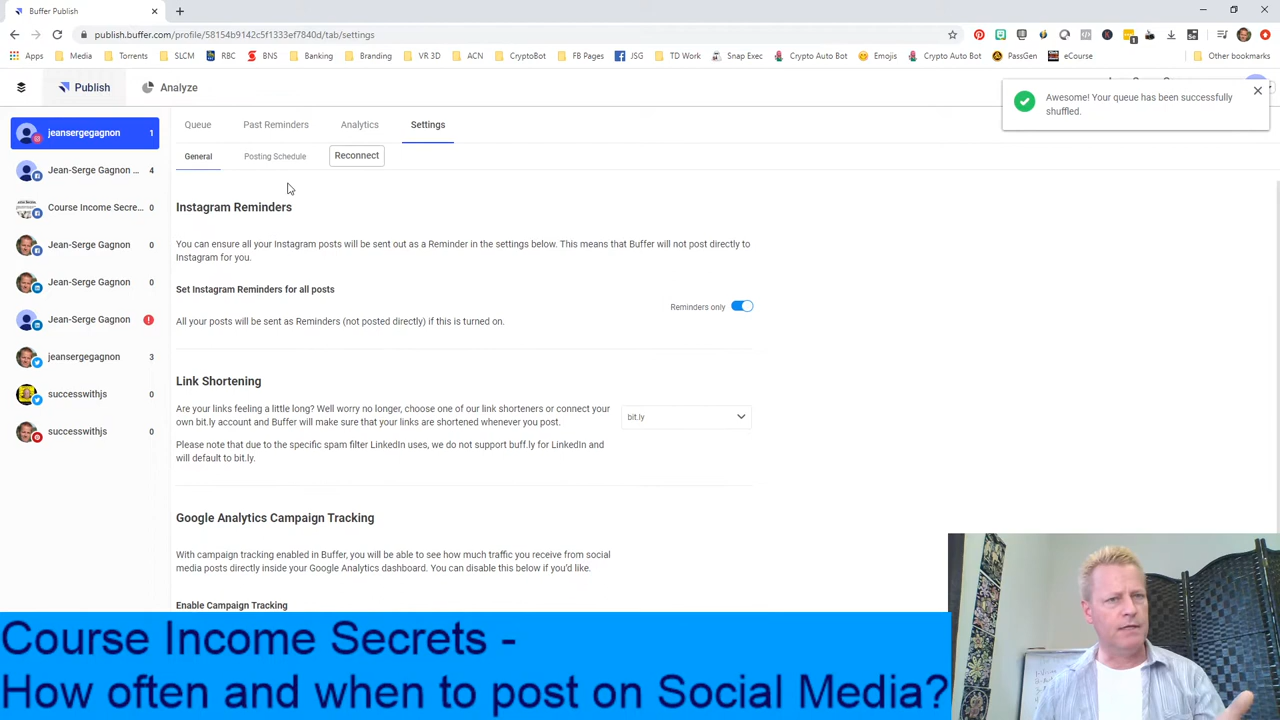 Buffer Publish
publish.buffer.com/profile/58154b9142c5f1333ef7840d/tab/settings
Apps Media Torrents SLCM RBC BNS Banking Branding VR 3D ACN CryptoBot FB Pages JSG TD Work Snap Exec Crypto Auto Bot Emojis Crypto Auto Bot PassGen eCourse Other bookmarks
Publish Analyze
Awesome! Your queue has been successfully
shuffled.
jeansergegagnon 1
Jean-Serge Gagnon ... 4
Course Income Secre... 0
Jean-Serge Gagnon 0
Jean-Serge Gagnon 0
Jean-Serge Gagnon
jeansergegagnon 3
successwithjs 0
successwithjs 0
Queue Past Reminders Analytics Settings
General Posting Schedule Reconnect
Instagram Reminders
You can ensure all your Instagram posts will be sent out as a Reminder in the settings below. This means that Buffer will not post directly to
Instagram for you.
Set Instagram Reminders for all posts
Reminders only
All your posts will be sent as Reminders (not posted directly) if this is turned on.
Link Shortening
Are your links feeling a little long? Well worry no longer, choose one of our link shorteners or connect your
own bit.ly account and Buffer will make sure that your links are shortened whenever you post.
bit.ly
Please note that due to the specific spam filter LinkedIn uses, we do not support buff.ly for LinkedIn and
will default to bit.ly.
Google Analytics Campaign Tracking
With campaign tracking enabled in Buffer, you will be able to see how much traffic you receive from social
media posts directly inside your Google Analytics dashboard. You can disable this below if you'd like.
Enable Campaign Tracking
Course Income Secrets -
How often and when to post on Social Media?